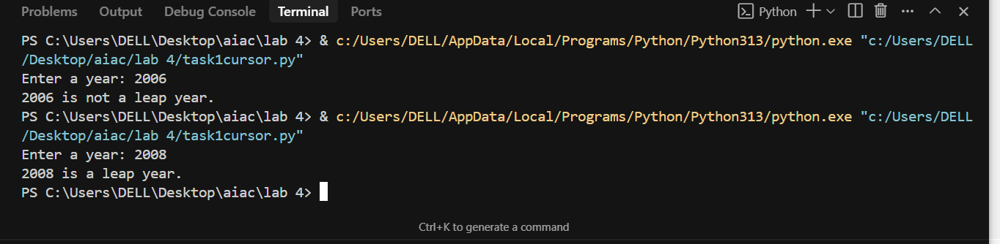 Problems Output Debug Console Terminal Ports Python
PS C:\Users\DELL\Desktop\aiac\lab 4> & c:/Users/DELL/AppData/Local/Programs/Python/Python313/python.exe "c:/Users/DELL
/Desktop/aiac/lab 4/task1cursor.py"
Enter a year: 2006
2006 is not a leap year.
PS C:\Users\DELL\Desktop\aiac\lab 4> & c:/Users/DELL/AppData/Local/Programs/Python/Python313/python.exe "c:/Users/DELL
/Desktop/aiac/lab 4/task1cursor.py"
Enter a year: 2008
2008 is a leap year.
PS C:\Users\DELL\Desktop\aiac\lab 4>
Ctrl+K to generate a command